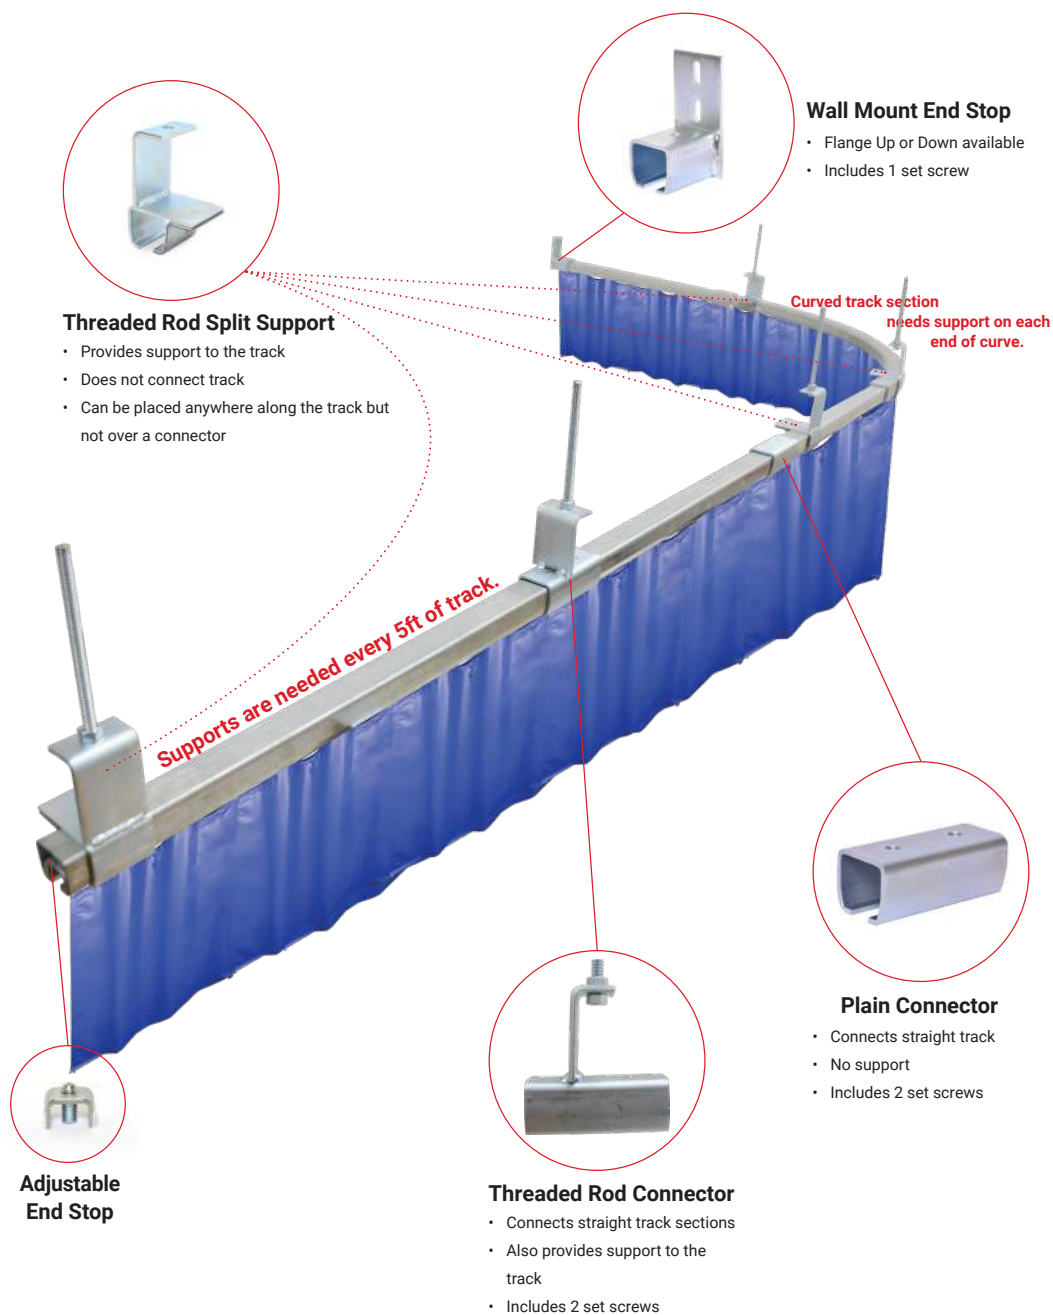 Wall Mount End Stop
• Flange Up or Down available
• Includes 1 set screw
Threaded Rod Split Support
• Provides support to the track
• Does not connect track
• Can be placed anywhere along the track but
not over a connector
Curved track section
needs support on each
end of curve.
Supports are needed every 5ft of track.
Plain Connector
• Connects straight track
• No support
• Includes 2 set screws
Adjustable
End Stop
Threaded Rod Connector
• Connects straight track sections
• Also provides support to the
track
• Includes 2 set screws